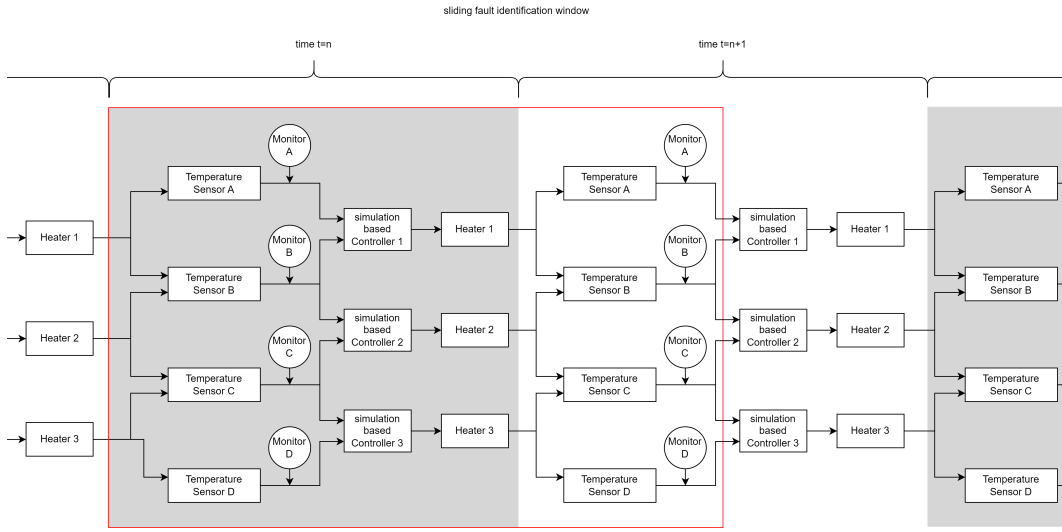 sliding fault identification window
time t=n
time t=n+1
Monitor
A
Monitor
A
Temperature
Sensor A
Temperature
Sensor A
Temperature
Sensor A
Heater 1
simulation
based
Controller 1
Heater 1
simulation
based
Controller 1
Heater 1
Monitor
B
Monitor
B
Temperature
Sensor B
Temperature
Sensor B
Temperature
Sensor B
Heater 2
simulation
based
Controller 2
Heater 2
simulation
based
Controller 2
Heater 2
Monitor
C
Monitor
C
Temperature
Sensor C
Temperature
Sensor C
Temperature
Sensor C
Heater 3
simulation
based
Controller 3
Heater 3
simulation
based
Controller 3
Heater 3
Monitor
D
Monitor
D
Temperature
Sensor D
Temperature
Sensor D
Temperature
Sensor D